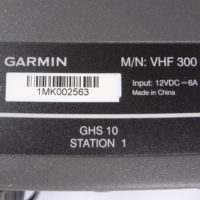 GARMIN
M/N: VHF 300
Input: 12VDC⎓6A
Made in China
1MK002563
GHS 10
STATION 1